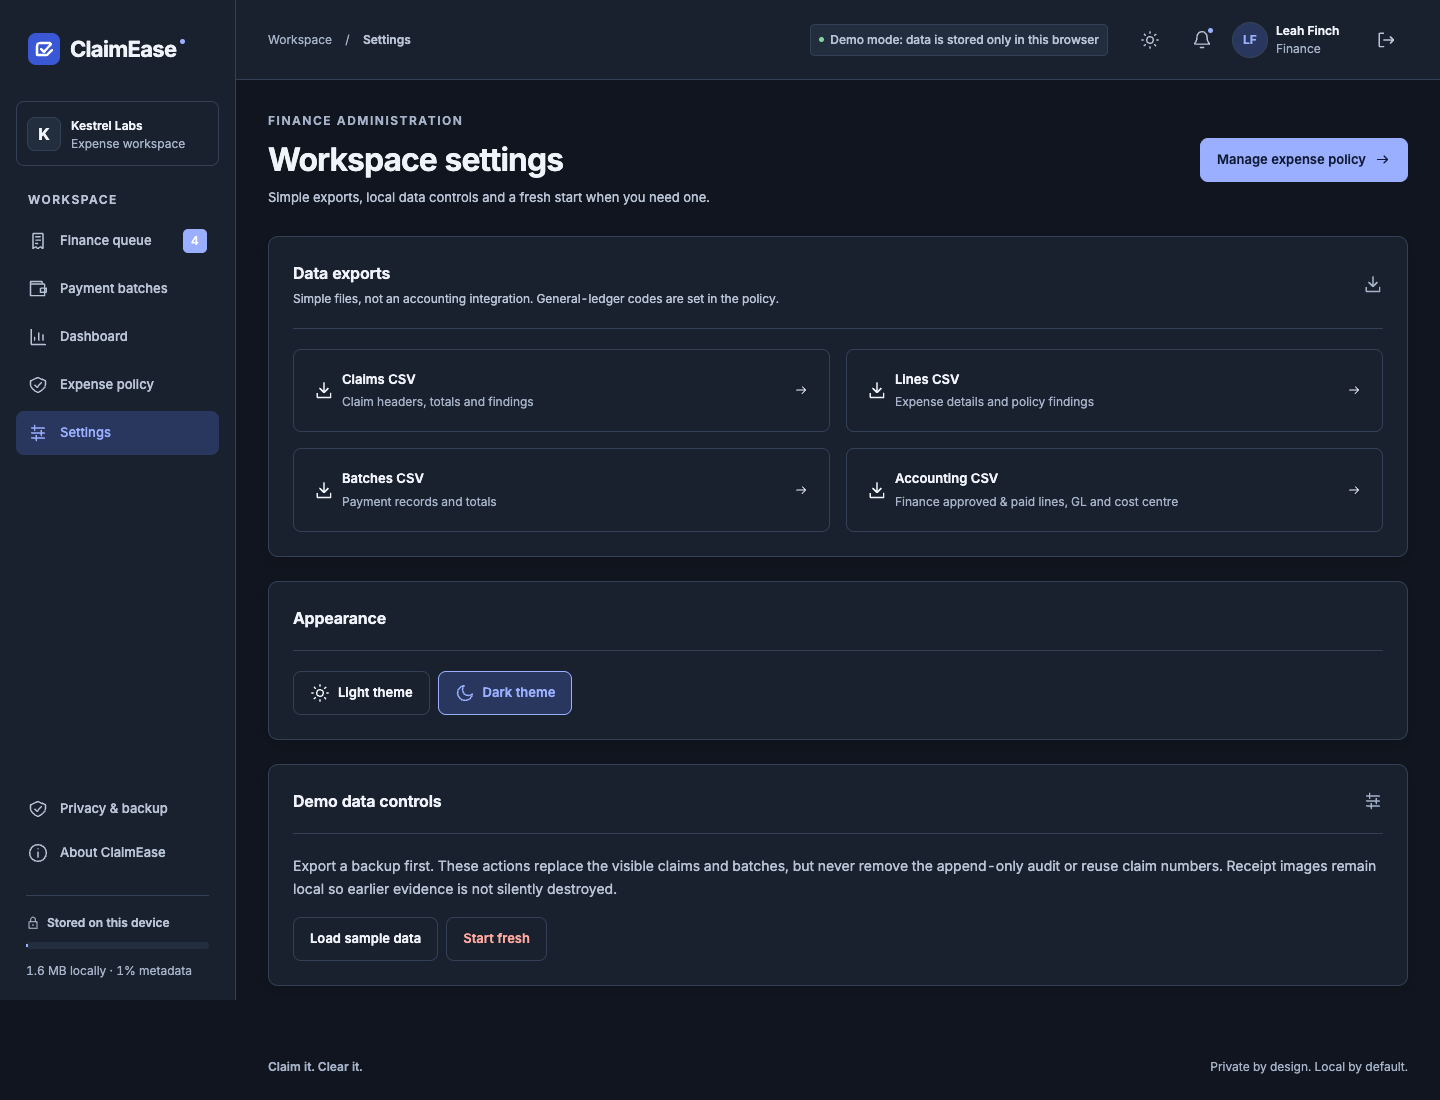 ClaimEase
Workspace / Settings
Demo mode: data is stored only in this browser
LF
Leah Finch
Finance
K
Kestrel Labs
Expense workspace
WORKSPACE
Finance queue 4
Payment batches
Dashboard
Expense policy
Settings
Privacy & backup
About ClaimEase
Stored on this device
1.6 MB locally · 1% metadata
FINANCE ADMINISTRATION
Workspace settings
Simple exports, local data controls and a fresh start when you need one.
Manage expense policy →
Data exports
Simple files, not an accounting integration. General-ledger codes are set in the policy.
Claims CSV
Claim headers, totals and findings
Lines CSV
Expense details and policy findings
Batches CSV
Payment records and totals
Accounting CSV
Finance approved & paid lines, GL and cost centre
Appearance
Light theme
Dark theme
Demo data controls
Export a backup first. These actions replace the visible claims and batches, but never remove the append-only audit or reuse claim numbers. Receipt images remain
local so earlier evidence is not silently destroyed.
Load sample data
Start fresh
Claim it. Clear it.
Private by design. Local by default.